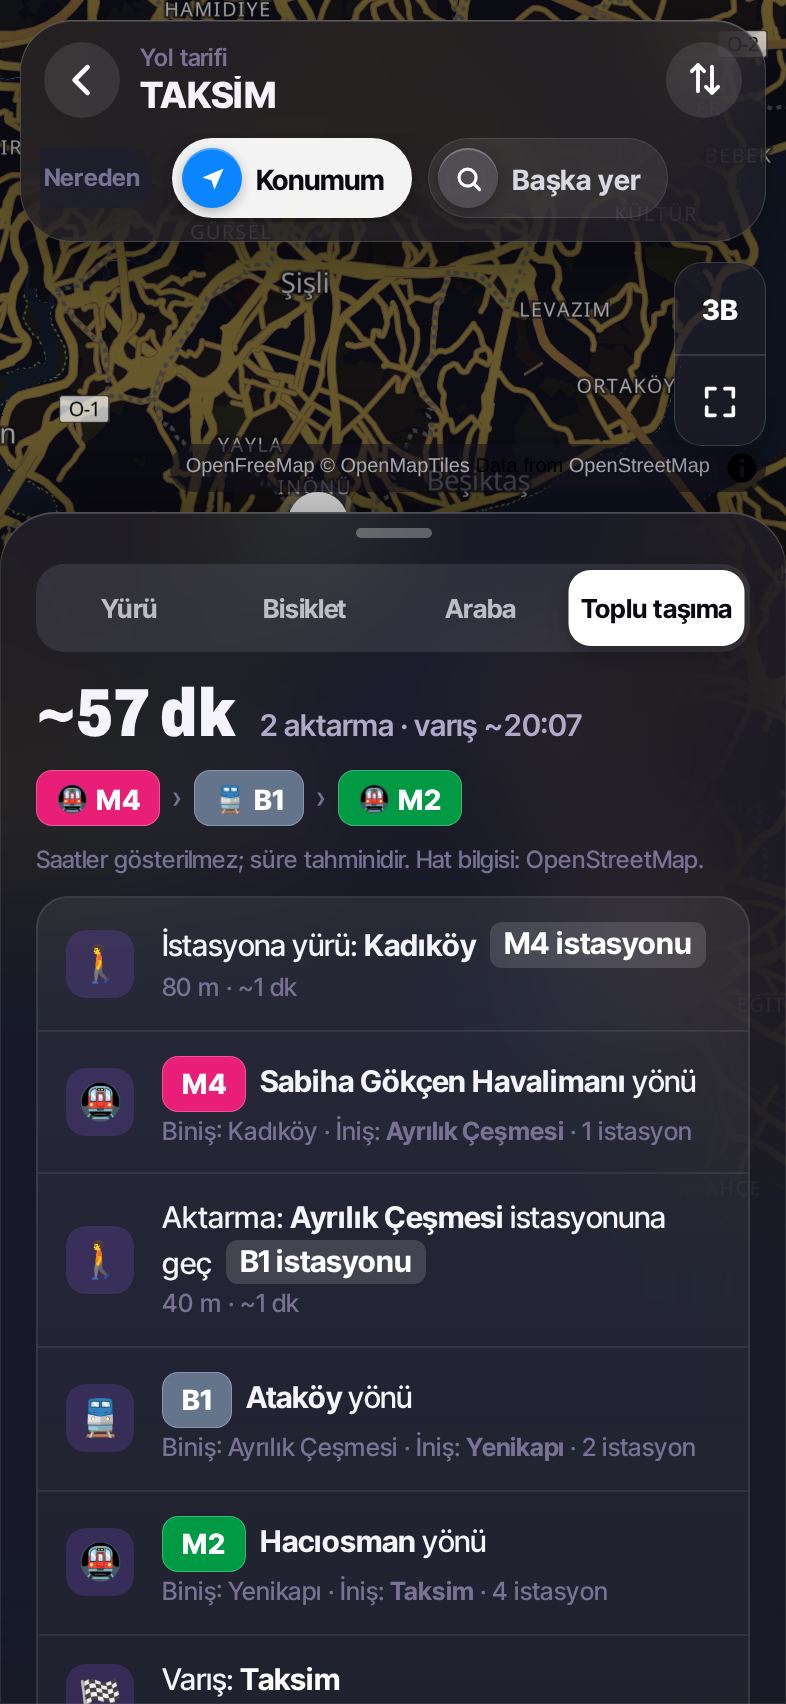 HAMİDİYE
Yol tarifi
TAKSİM
O-2
BEBEK
Nereden
Konumum
Başka yer
KÜLTÜR
GÜRSEL
Şişli
LEVAZIM
3B
ORTAKÖY
O-1
YAYLA
OpenFreeMap © OpenMapTiles Data from OpenStreetMap
İNÖNÜ
Beşiktaş
Yürü
Bisiklet
Araba
Toplu taşıma
~57 dk 2 aktarma · varış ~20:07
M4 › B1 › M2
Saatler gösterilmez; süre tahminidir. Hat bilgisi: OpenStreetMap.
İstasyona yürü: Kadıköy M4 istasyonu
80 m · ~1 dk
M4 Sabiha Gökçen Havalimanı yönü
Biniş: Kadıköy · İniş: Ayrılık Çeşmesi · 1 istasyon
Aktarma: Ayrılık Çeşmesi istasyonuna
geç B1 istasyonu
40 m · ~1 dk
B1 Ataköy yönü
Biniş: Ayrılık Çeşmesi · İniş: Yenikapı · 2 istasyon
M2 Hacıosman yönü
Biniş: Yenikapı · İniş: Taksim · 4 istasyon
Varış: Taksim